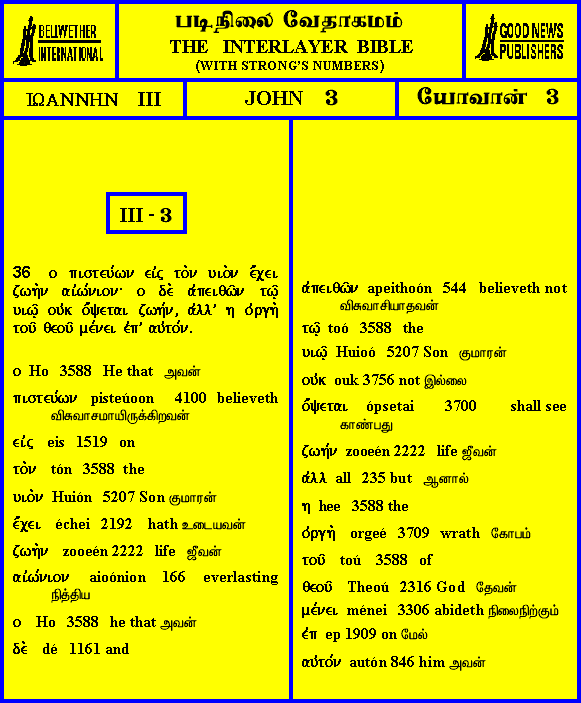 BELLWETHER
INTERNATIONAL
படிநிலை வேதாகமம்
THE INTERLAYER BIBLE
(WITH STRONG'S NUMBERS)
GOOD NEWS
PUBLISHERS
ΙΩΑΝΝΗΝ III
JOHN 3
யோவான் 3
III - 3
36 ο πιστεύων εἰς τὸν υιὸν ἔχει
ζωὴν αἰώνιον· ο δὲ ἀπειθῶν τῷ
υιῷ οὐκ ὄψεται ζωήν, ἀλλ' η ὀργὴ
τοῦ θεοῦ μένει ἐπ' αὐτόν.
ο Ho 3588 He that அவன்
πιστεύων pisteúoon 4100 believeth
விசுவாசமாயிருக்கிறவன்
εἰς eis 1519 on
τὸν tón 3588 the
υιὸν Huión 5207 Son குமாரன்
ἔχει échei 2192 hath உடையவன்
ζωὴν zooeén 2222 life ஜீவன்
αἰώνιον aioónion 166 everlasting
நித்திய
ο Ho 3588 he that அவன்
δὲ dé 1161 and
ἀπειθῶν apeithoón 544 believeth not
விசுவாசியாதவன்
τῷ toó 3588 the
υιῷ Huioó 5207 Son குமாரன்
οὐκ ouk 3756 not இல்லை
ὄψεται ópsetai 3700 shall see
காண்பது
ζωήν zooeén 2222 life ஜீவன்
ἀλλ all 235 but ஆனால்
η hee 3588 the
ὀργὴ orgeé 3709 wrath கோபம்
τοῦ toú 3588 of
θεοῦ Theoú 2316 God தேவன்
μένει ménei 3306 abideth நிலைநிற்கும்
ἐπ ep 1909 on மேல்
αὐτόν autón 846 him அவன்